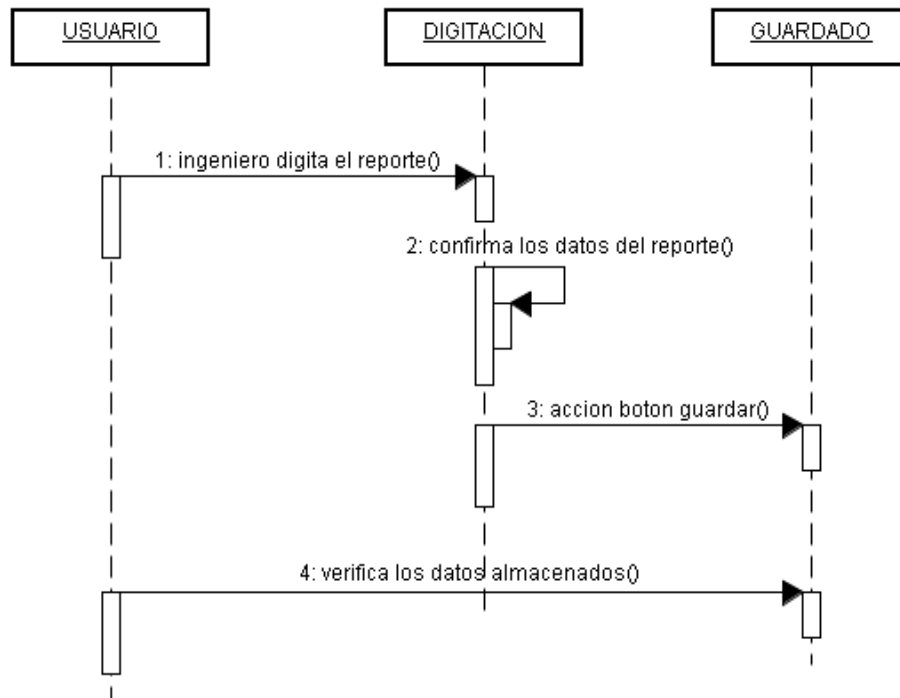 USUARIO
DIGITACION
GUARDADO
1: ingeniero digita el reporte()
2: confirma los datos del reporte()
3: accion boton guardar()
4: verifica los datos almacenados()